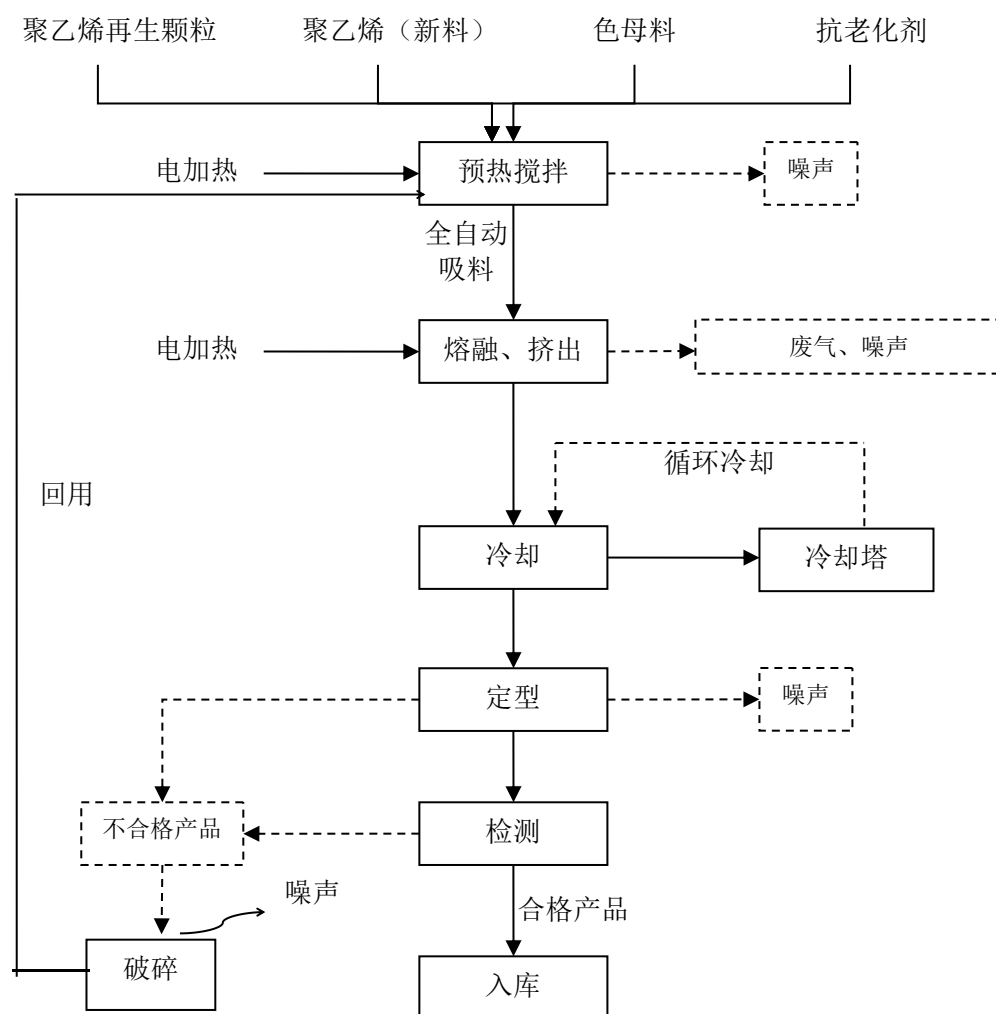 聚乙烯再生颗粒
聚乙烯（新料）
色母料
抗老化剂
电加热
预热搅拌
噪声
全自动
吸料
电加热
熔融、挤出
废气、噪声
循环冷却
回用
冷却
冷却塔
定型
噪声
不合格产品
检测
噪声
合格产品
破碎
入库